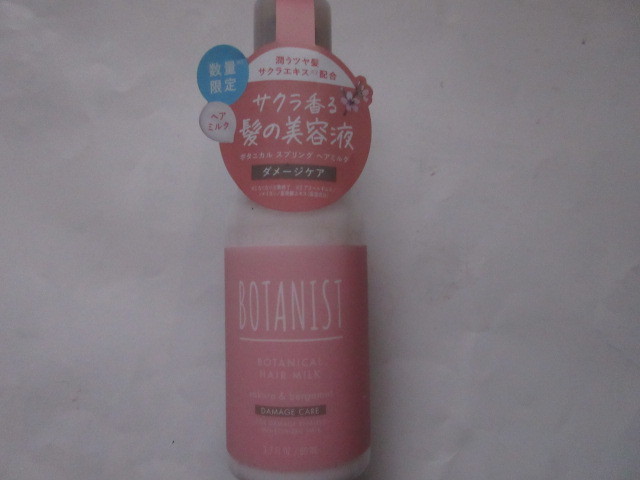 数量
限定
ヘア
ミルク
潤うツヤ髪
サクラエキス配合
サクラ香る
髪の美容液
ボタニカル スプリング ヘアミルク
ダメージケア
BOTANIST
BOTANICAL
HAIR MILK
DAMAGE CARE